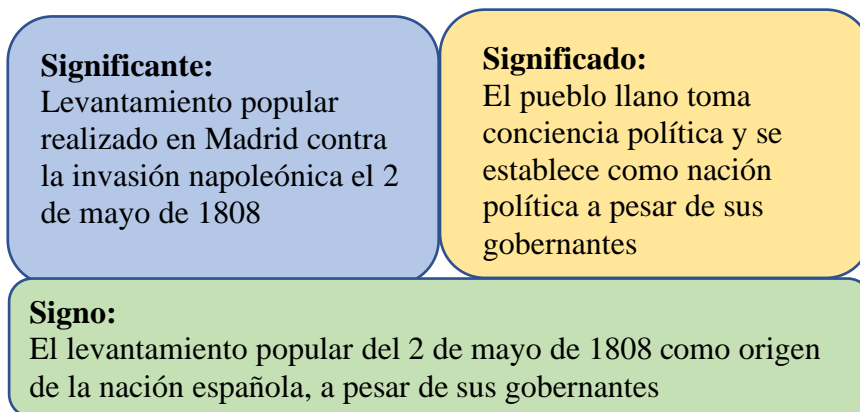 Significante:
Levantamiento popular
realizado en Madrid contra
la invasión napoleónica el 2
de mayo de 1808
Significado:
El pueblo llano toma
conciencia política y se
establece como nación
política a pesar de sus
gobernantes
Signo:
El levantamiento popular del 2 de mayo de 1808 como origen
de la nación española, a pesar de sus gobernantes